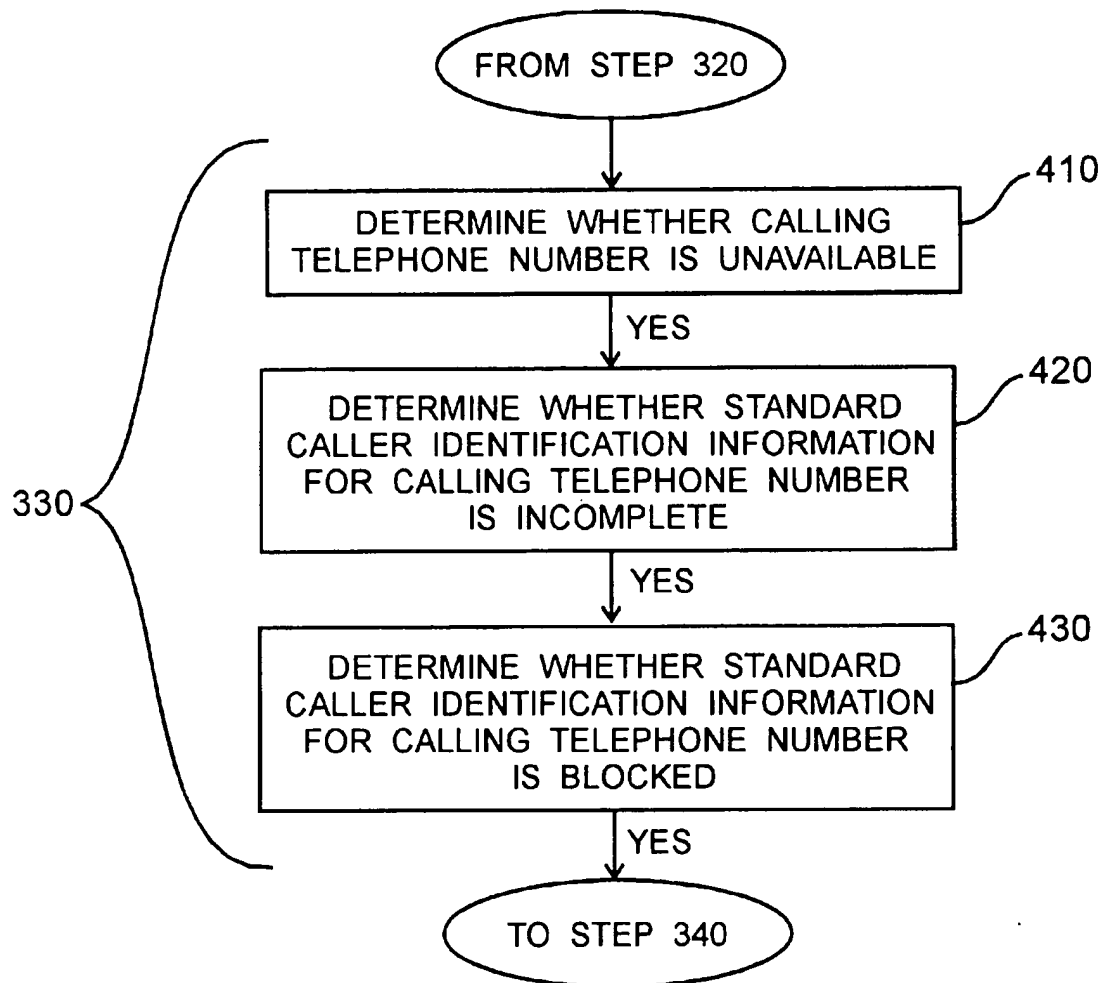 FROM STEP 320
410
DETERMINE WHETHER CALLING
TELEPHONE NUMBER IS UNAVAILABLE
YES
420
DETERMINE WHETHER STANDARD
CALLER IDENTIFICATION INFORMATION
FOR CALLING TELEPHONE NUMBER
IS INCOMPLETE
330
YES
430
DETERMINE WHETHER STANDARD
CALLER IDENTIFICATION INFORMATION
FOR CALLING TELEPHONE NUMBER
IS BLOCKED
YES
TO STEP 340